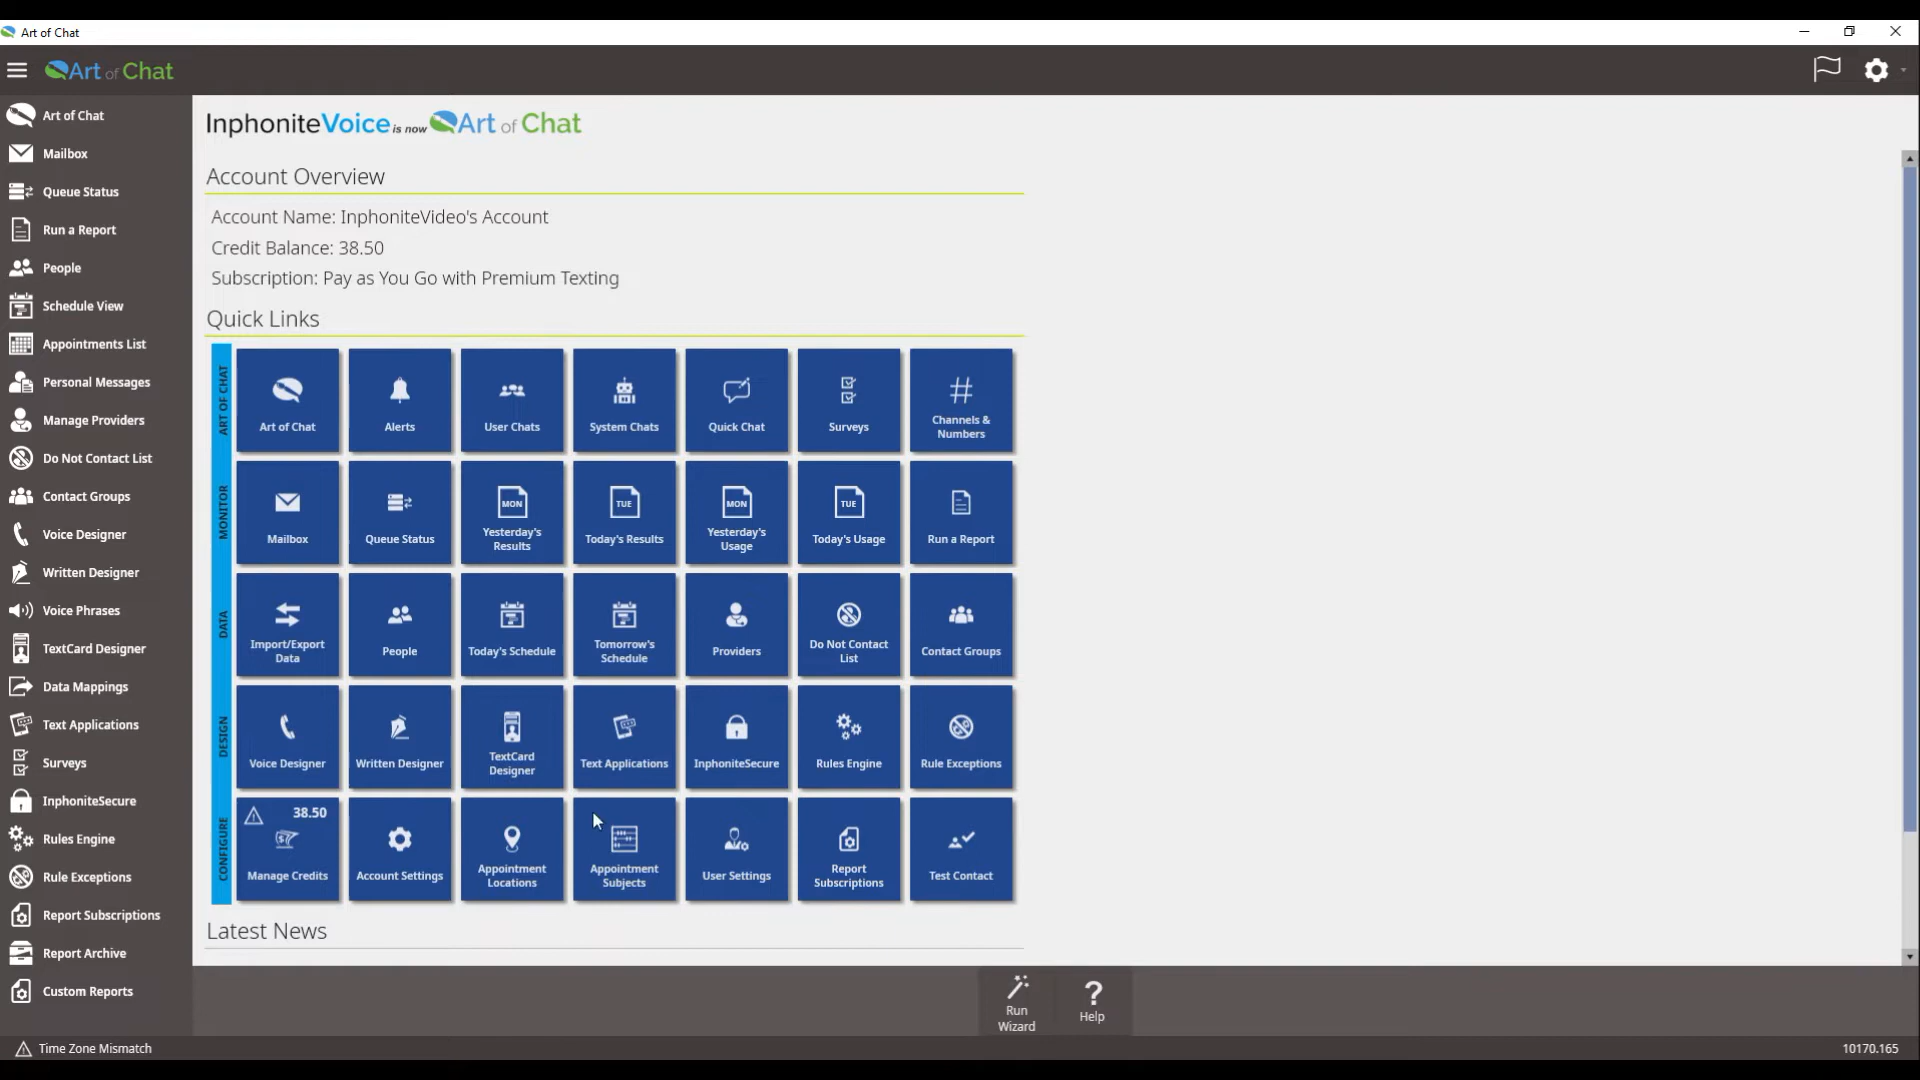 Art of Chat
Art of Chat
InphoniteVoice is now Art of Chat
Art of Chat
Mailbox
Queue Status
Run a Report
People
Schedule View
Appointments List
Personal Messages
Manage Providers
Do Not Contact List
Contact Groups
Voice Designer
Written Designer
Voice Phrases
TextCard Designer
Data Mappings
Text Applications
Surveys
InphoniteSecure
Rules Engine
Rule Exceptions
Report Subscriptions
Report Archive
Custom Reports
Account Overview
Account Name: InphoniteVideo's Account
Credit Balance: 38.50
Subscription: Pay as You Go with Premium Texting
Quick Links
ART OF CHAT
Art of Chat
Alerts
User Chats
System Chats
Quick Chat
Surveys
Channels &
Numbers
MONITOR
Mailbox
Queue Status
MON
Yesterday's
Results
TUE
Today's Results
MON
Yesterday's
Usage
TUE
Today's Usage
Run a Report
DATA
Import/Export
Data
People
Today's Schedule
Tomorrow's
Schedule
Providers
Do Not Contact
List
Contact Groups
DESIGN
Voice Designer
Written Designer
TextCard
Designer
Text Applications
InphoniteSecure
Rules Engine
Rule Exceptions
CONFIGURE
38.50
Manage Credits
Account Settings
Appointment
Locations
Appointment
Subjects
User Settings
Report
Subscriptions
Test Contact
Latest News
Run
Wizard
?
Help
Time Zone Mismatch
10170.165